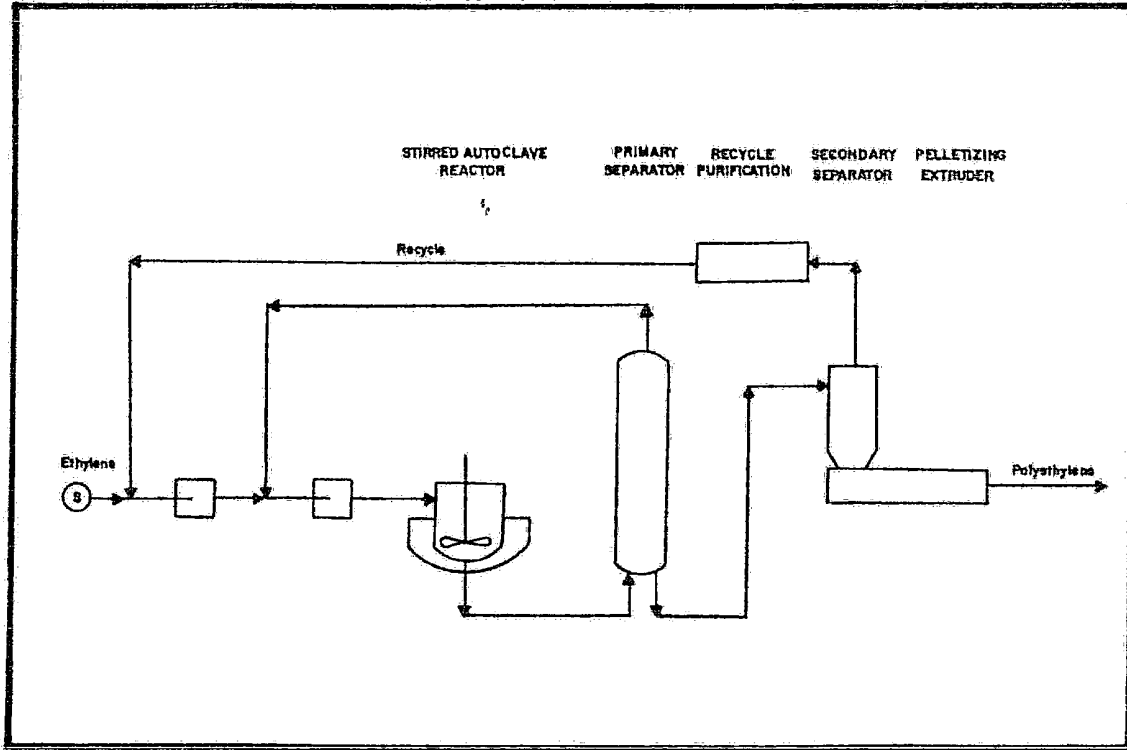 STIRRED AUTOCLAVE
REACTOR
PRIMARY
SEPARATOR
RECYCLE
PURIFICATION
SECONDARY
SEPARATOR
PELLETIZING
EXTRUDER
Recycle
Ethylene
S
Polyethylene